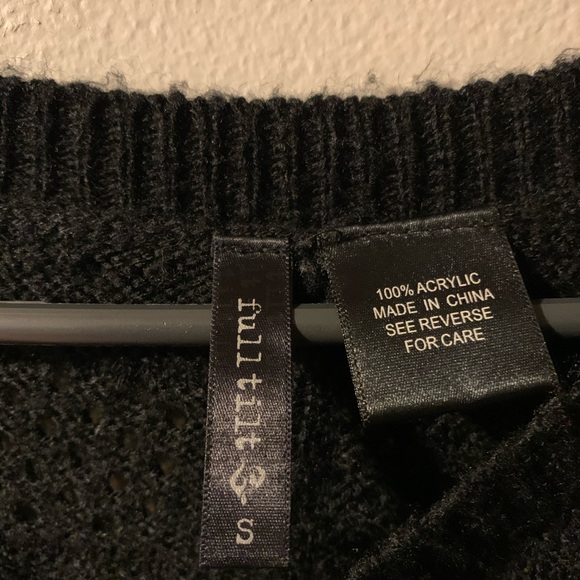 full tilt
S
100% ACRYLIC
MADE IN CHINA
SEE REVERSE
FOR CARE